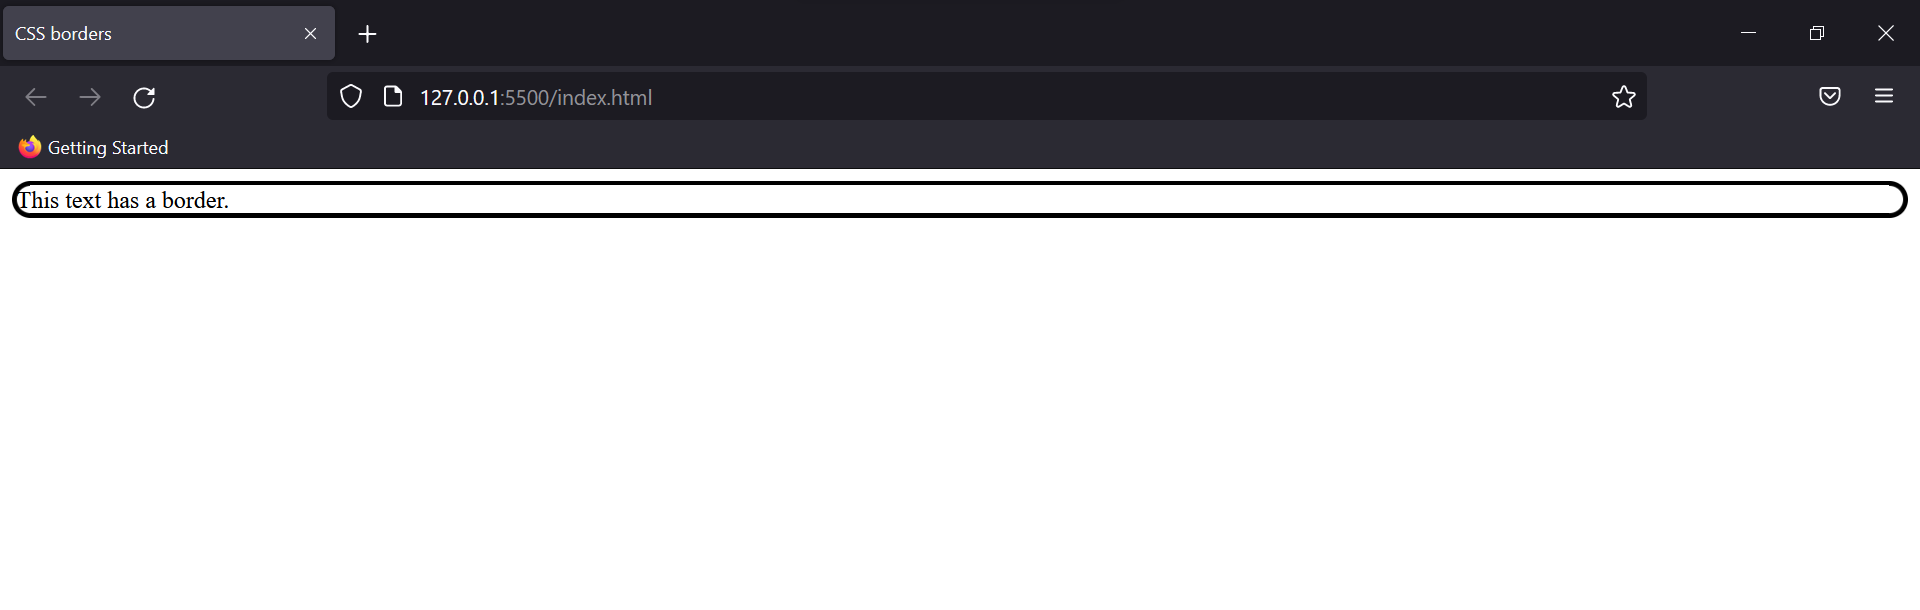 CSS borders
127.0.0.1:5500/index.html
Getting Started
This text has a border.